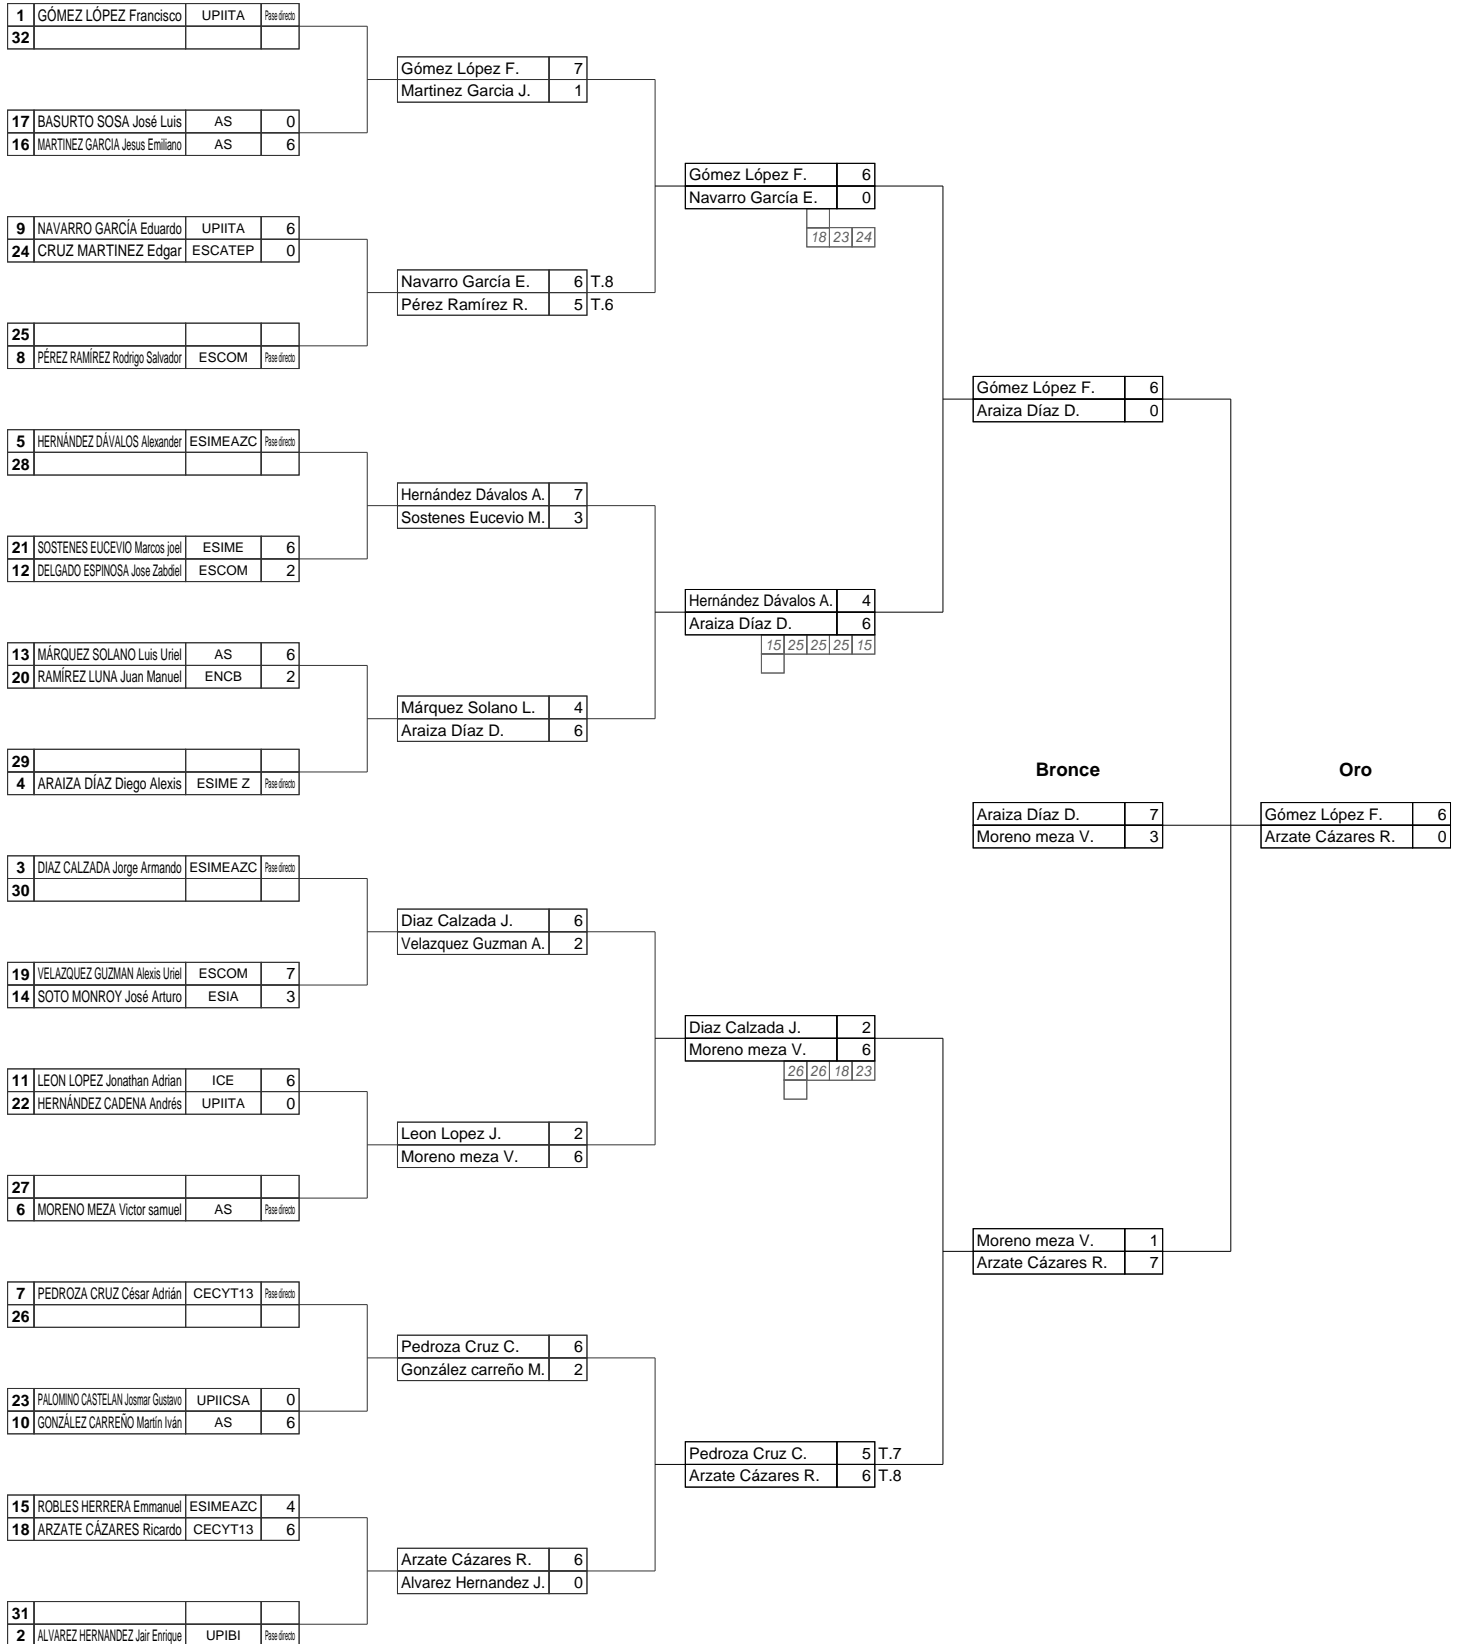 1 GÓMEZ LÓPEZ Francisco UPIITA Pase directo
32
Gómez López F. 7
Martinez Garcia J. 1
17 BASURTO SOSA José Luis AS 0
16 MARTINEZ GARCIA Jesus Emiliano AS 6
Gómez López F. 6
Navarro García E. 0
18 23 24
9 NAVARRO GARCÍA Eduardo UPIITA 6
24 CRUZ MARTINEZ Edgar ESCATEP 0
Navarro García E. 6 T.8
Pérez Ramírez R. 5 T.6
25
8 PÉREZ RAMÍREZ Rodrigo Salvador ESCOM Pase directo
Gómez López F. 6
Araiza Díaz D. 0
5 HERNÁNDEZ DÁVALOS Alexander ESIMEAZC Pase directo
28
Hernández Dávalos A. 7
Sostenes Eucevio M. 3
21 SOSTENES EUCEVIO Marcos joel ESIME 6
12 DELGADO ESPINOSA Jose Zabdiel ESCOM 2
Hernández Dávalos A. 4
Araiza Díaz D. 6
15 25 25 25 15
13 MÁRQUEZ SOLANO Luis Uriel AS 6
20 RAMÍREZ LUNA Juan Manuel ENCB 2
Márquez Solano L. 4
Araiza Díaz D. 6
29
4 ARAIZA DÍAZ Diego Alexis ESIME Z Pase directo
Bronce Oro
Araiza Díaz D. 7 Gómez López F. 6
Moreno meza V. 3 Arzate Cázares R. 0
3 DIAZ CALZADA Jorge Armando ESIMEAZC Pase directo
30
Diaz Calzada J. 6
Velazquez Guzman A. 2
19 VELAZQUEZ GUZMAN Alexis Uriel ESCOM 7
14 SOTO MONROY José Arturo ESIA 3
Diaz Calzada J. 2
Moreno meza V. 6
26 26 18 23
11 LEON LOPEZ Jonathan Adrian ICE 6
22 HERNÁNDEZ CADENA Andrés UPIITA 0
Leon Lopez J. 2
Moreno meza V. 6
27
6 MORENO MEZA Victor samuel AS Pase directo
Moreno meza V. 1
Arzate Cázares R. 7
7 PEDROZA CRUZ César Adrián CECYT13 Pase directo
26
Pedroza Cruz C. 6
González carreño M. 2
23 PALOMINO CASTELAN Josmar Gustavo UPIICSA 0
10 GONZÁLEZ CARREÑO Martín Iván AS 6
Pedroza Cruz C. 5 T.7
Arzate Cázares R. 6 T.8
15 ROBLES HERRERA Emmanuel ESIMEAZC 4
18 ARZATE CÁZARES Ricardo CECYT13 6
Arzate Cázares R. 6
Alvarez Hernandez J. 0
31
2 ALVAREZ HERNANDEZ Jair Enrique UPIBI Pase directo